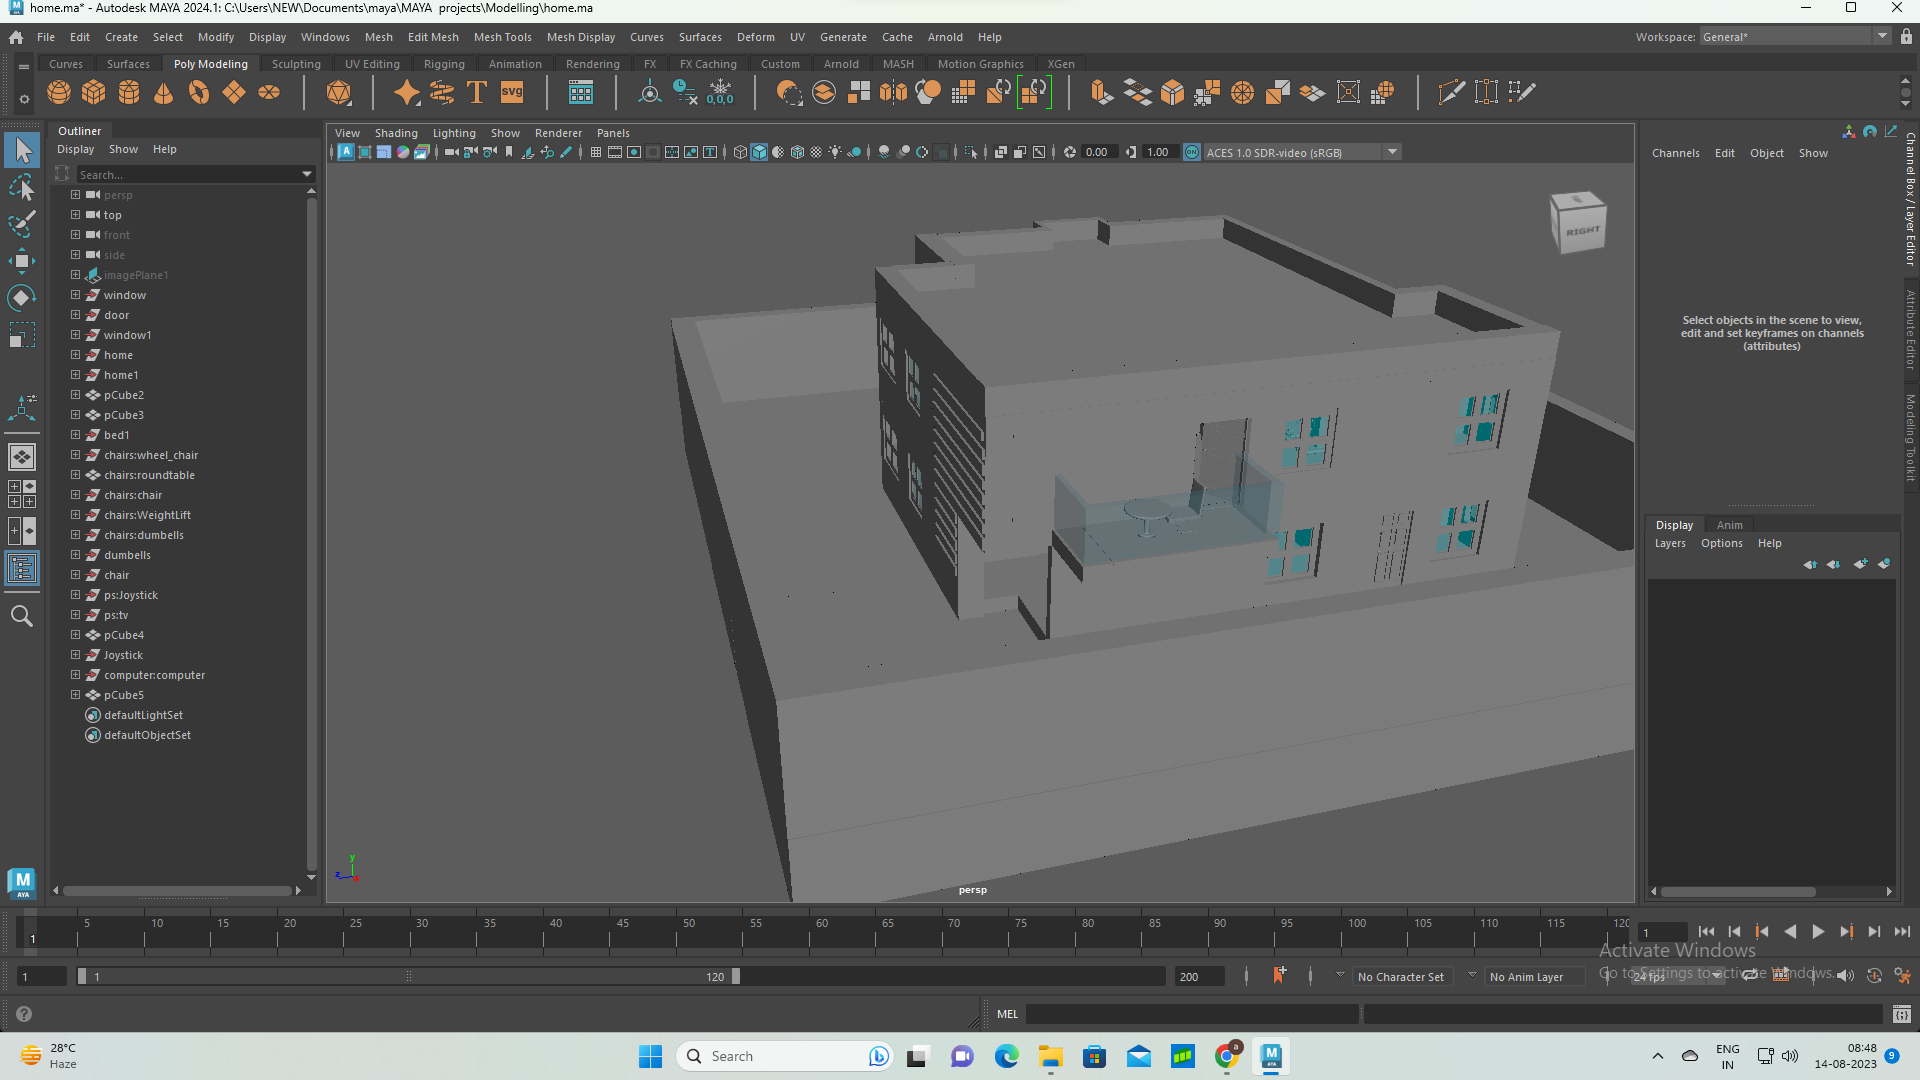 home.ma* - Autodesk MAYA 2024.1: C:\Users\NEW\Documents\maya\MAYA  projects\Modelling\home.ma
File Edit Create Select Modify Display Windows Mesh Edit Mesh Mesh Tools Mesh Display Curves Surfaces Deform UV Generate Cache Arnold Help
Workspace: General*
Curves Surfaces Poly Modeling Sculpting UV Editing Rigging Animation Rendering FX FX Caching Custom Arnold MASH Motion Graphics XGen
T svg 0,0,0
Outliner
Display Show Help
Search...
persp
top
front
side
imagePlane1
window
door
window1
home
home1
pCube2
pCube3
bed1
chairs:wheel_chair
chairs:roundtable
chairs:chair
chairs:WeightLift
chairs:dumbells
dumbells
chair
ps:Joystick
ps:tv
pCube4
Joystick
computer:computer
pCube5
defaultLightSet
defaultObjectSet
M
AYA
View Shading Lighting Show Renderer Panels
0.00 1.00 ON ACES 1.0 SDR-video (sRGB)
RIGHT
y
z
x
persp
Channels Edit Object Show
Select objects in the scene to view,
edit and set keyframes on channels
(attributes)
Channel Box / Layer Editor
Attribute Editor
Modeling Toolkit
Display Anim
Layers Options Help
5 10 15 20 25 30 35 40 45 50 55 60 65 70 75 80 85 90 95 100 105 110 115 120
1
1
Activate Windows
Go to Settings to activate Windows.
1 1 120 200 No Character Set No Anim Layer 24 fps
MEL
28°C
Haze
Search
a
ENG
IN
08:48
14-08-2023
9